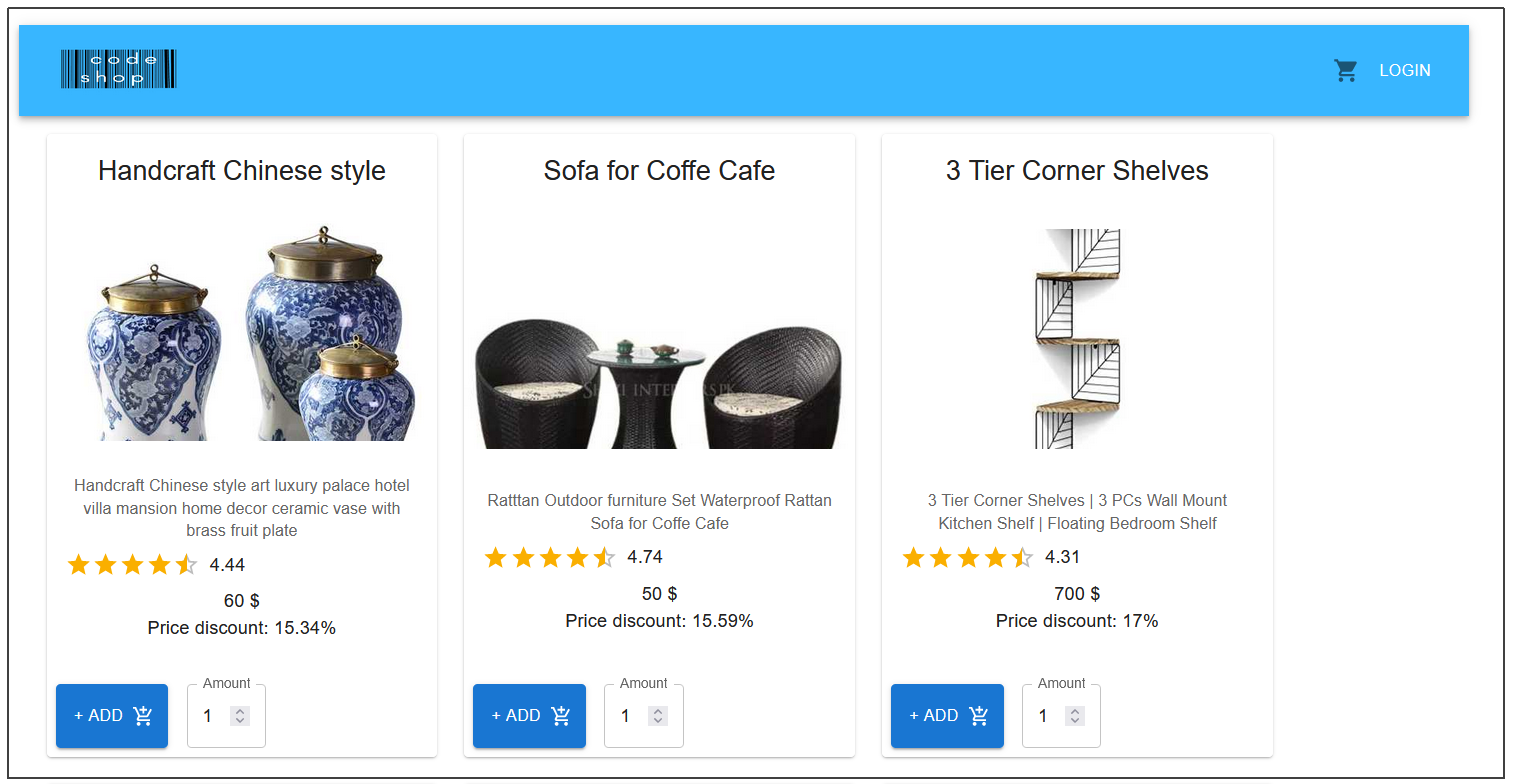 code
shop
LOGIN
Handcraft Chinese style
Handcraft Chinese style art luxury palace hotel
villa mansion home decor ceramic vase with
brass fruit plate
4.44
60 $
Price discount: 15.34%
+ ADD
Amount
1
Sofa for Coffe Cafe
Ratttan Outdoor furniture Set Waterproof Rattan
Sofa for Coffe Cafe
4.74
50 $
Price discount: 15.59%
+ ADD
Amount
1
3 Tier Corner Shelves
3 Tier Corner Shelves | 3 PCs Wall Mount
Kitchen Shelf | Floating Bedroom Shelf
4.31
700 $
Price discount: 17%
+ ADD
Amount
1